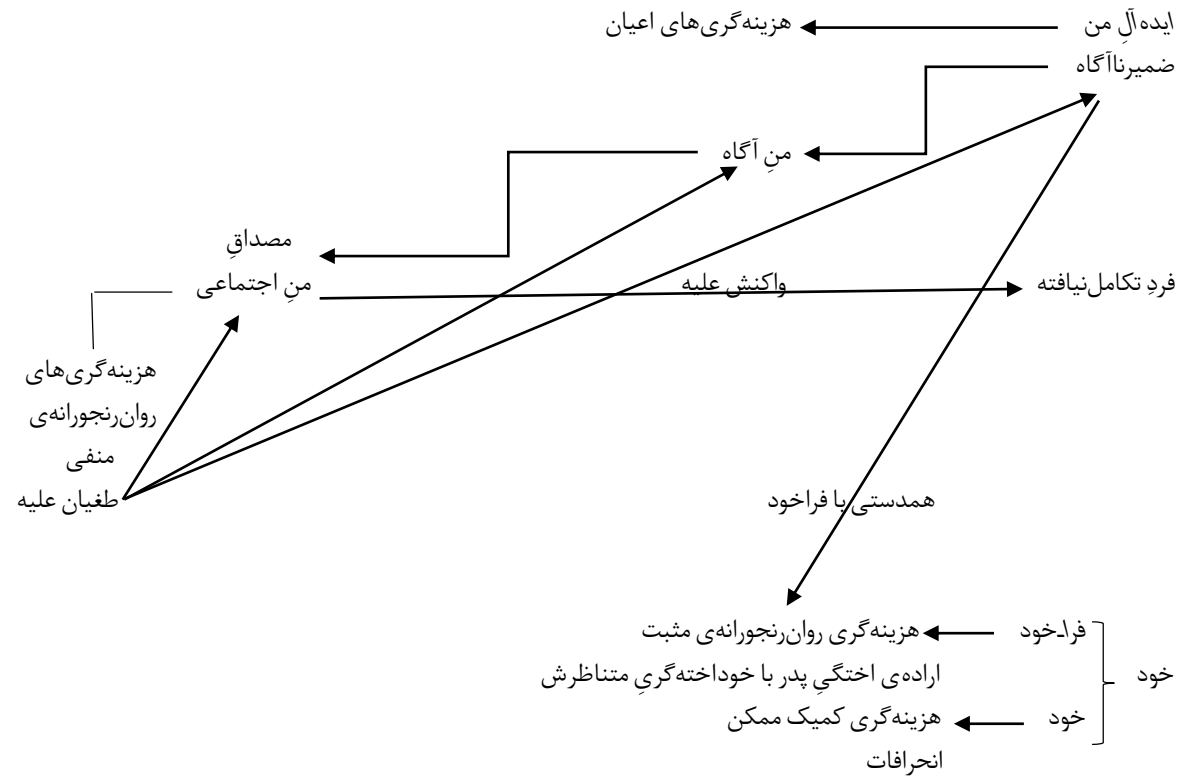 ایده‌آلِ من هزینه‌گری‌های اعیان
ضمیرناآگاه
منِ آگاه
مصداقِ
منِ اجتماعی واکنش علیه فردِ تکامل‌نیافته
هزینه‌گری‌های
روان‌رنجورانه‌ی
منفی
طغیان علیه
همدستی با فراخود
فراـخود هزینه‌گری روان‌رنجورانه‌ی مثبت
اراده‌ی اختگیِ پدر با خوداخته‌گریِ متناظرش
خود
خود هزینه‌گری کمیک ممکن
انحرافات